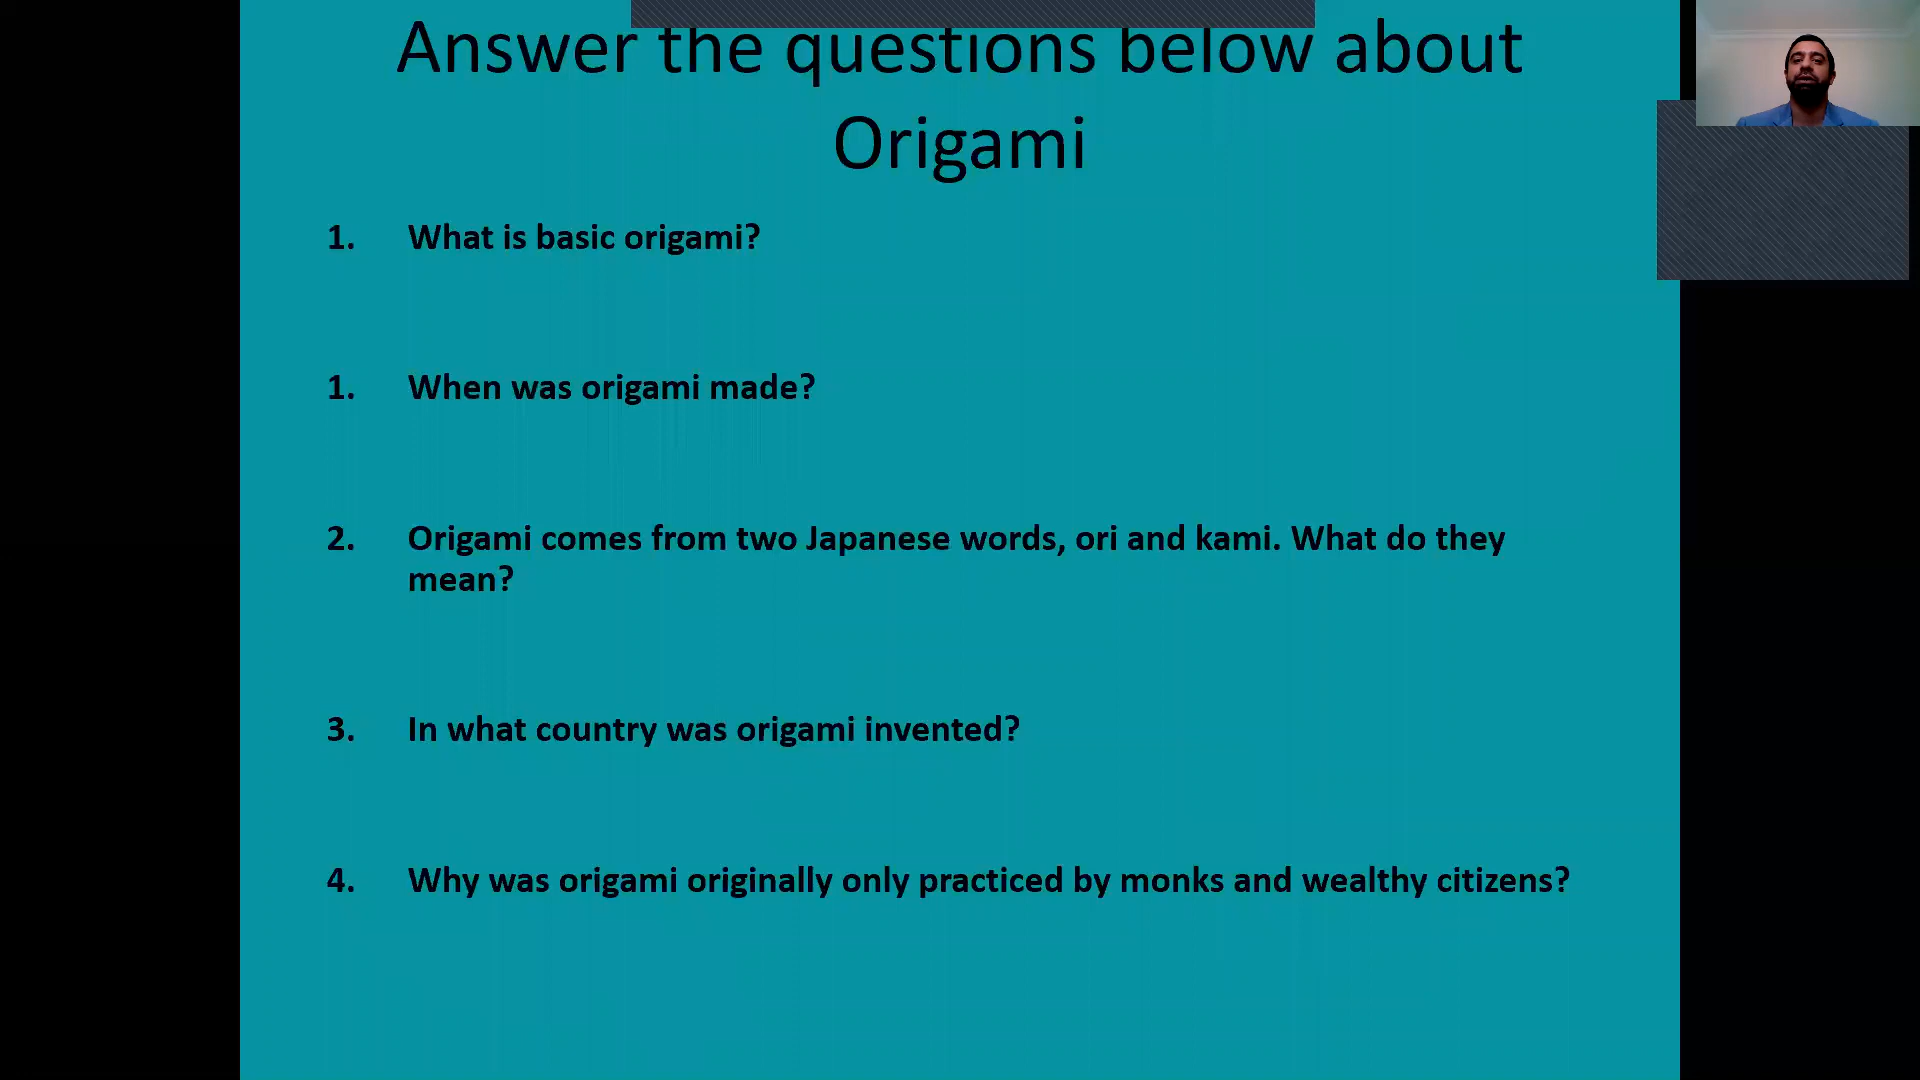 Answer the questions below about
Origami
1. What is basic origami?
1. When was origami made?
2. Origami comes from two Japanese words, ori and kami. What do they
mean?
3. In what country was origami invented?
4. Why was origami originally only practiced by monks and wealthy citizens?